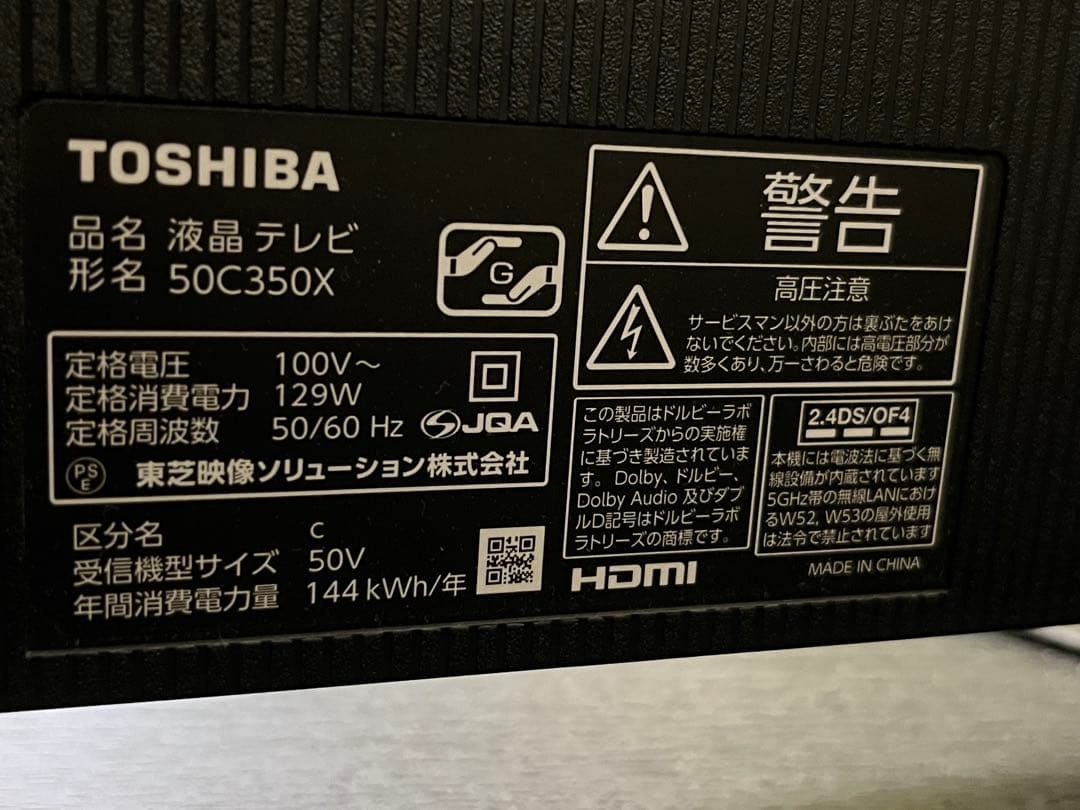 TOSHIBA
品名 液晶テレビ
形名 50C350X
G
定格電圧 100V～
定格消費電力 129W
定格周波数 50/60 Hz
JQA
PS
E
東芝映像ソリューション株式会社
区分名 C
受信機型サイズ 50V
年間消費電力量 144 kWh/年
警告
高圧注意
サービスマン以外の方は裏ぶたをあけ
ないでください。内部には高電圧部分が
数多くあり、万一さわると危険です。
この製品はドルビーラボ
ラトリーズからの実施権
に基づき製造されていま
す。 Dolby、ドルビー、
Dolby Audio 及びダブ
ルD記号はドルビーラボ
ラトリーズの商標です。
2.4DS/OF4
本機には電波法に基づく無
線設備が内蔵されています
5GHz帯の無線LANにおけ
るW52, W53の屋外使用
は法令で禁止されています
HDMI
MADE IN CHINA